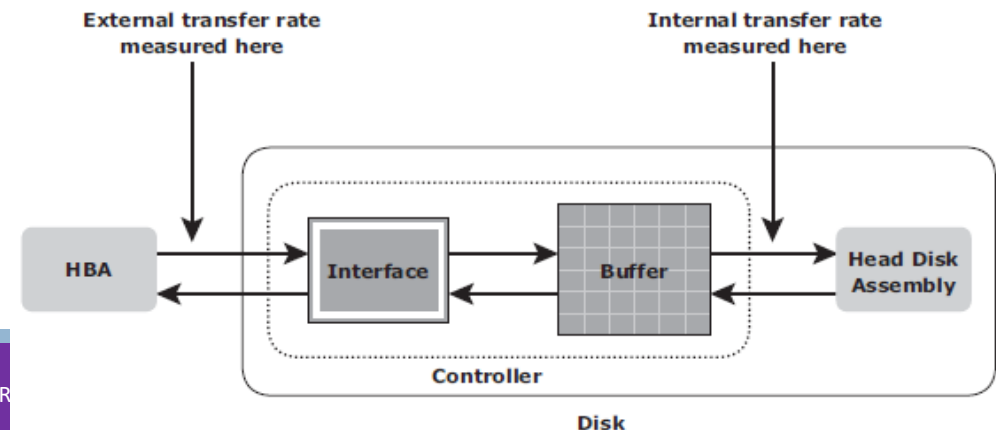 External transfer rate
measured here
Internal transfer rate
measured here
HBA
Interface
Buffer
Head Disk
Assembly
Controller
R
Disk